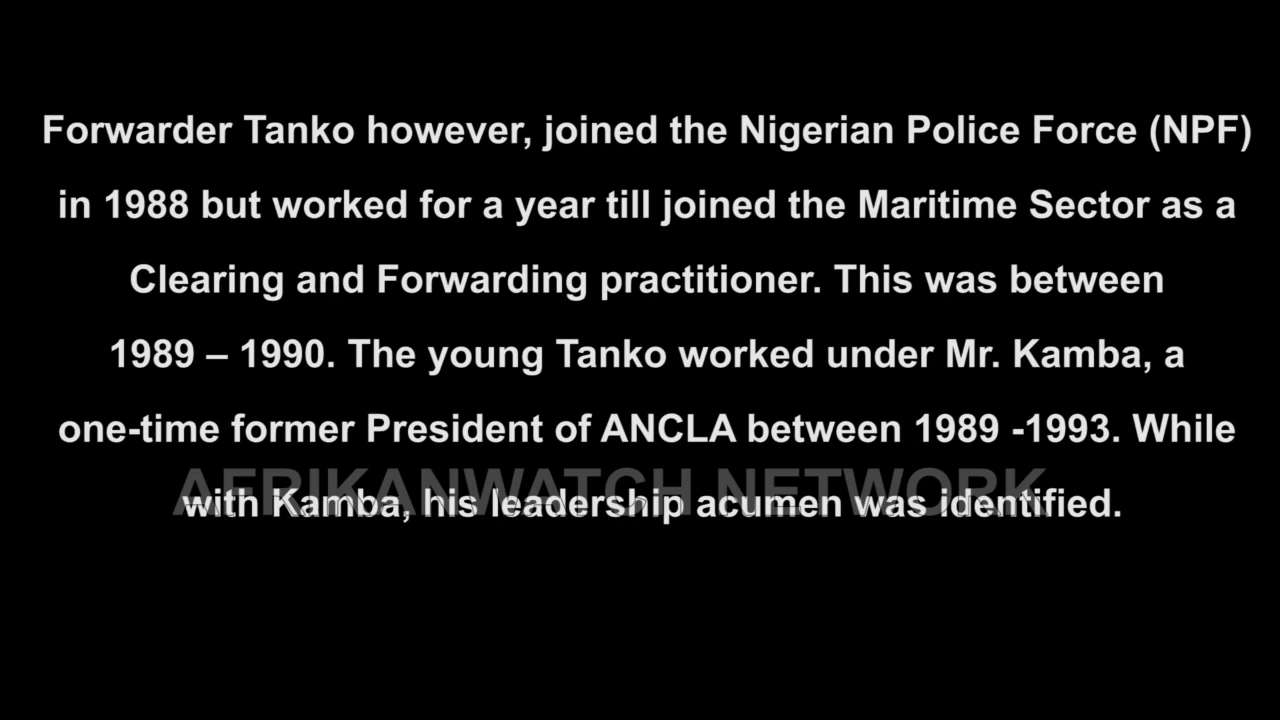 Forwarder Tanko however, joined the Nigerian Police Force (NPF)
in 1988 but worked for a year till joined the Maritime Sector as a
Clearing and Forwarding practitioner. This was between
1989 – 1990. The young Tanko worked under Mr. Kamba, a
one-time former President of ANCLA between 1989 -1993. While
AFRIKANWATCH NETWORK
with Kamba, his leadership acumen was identified.